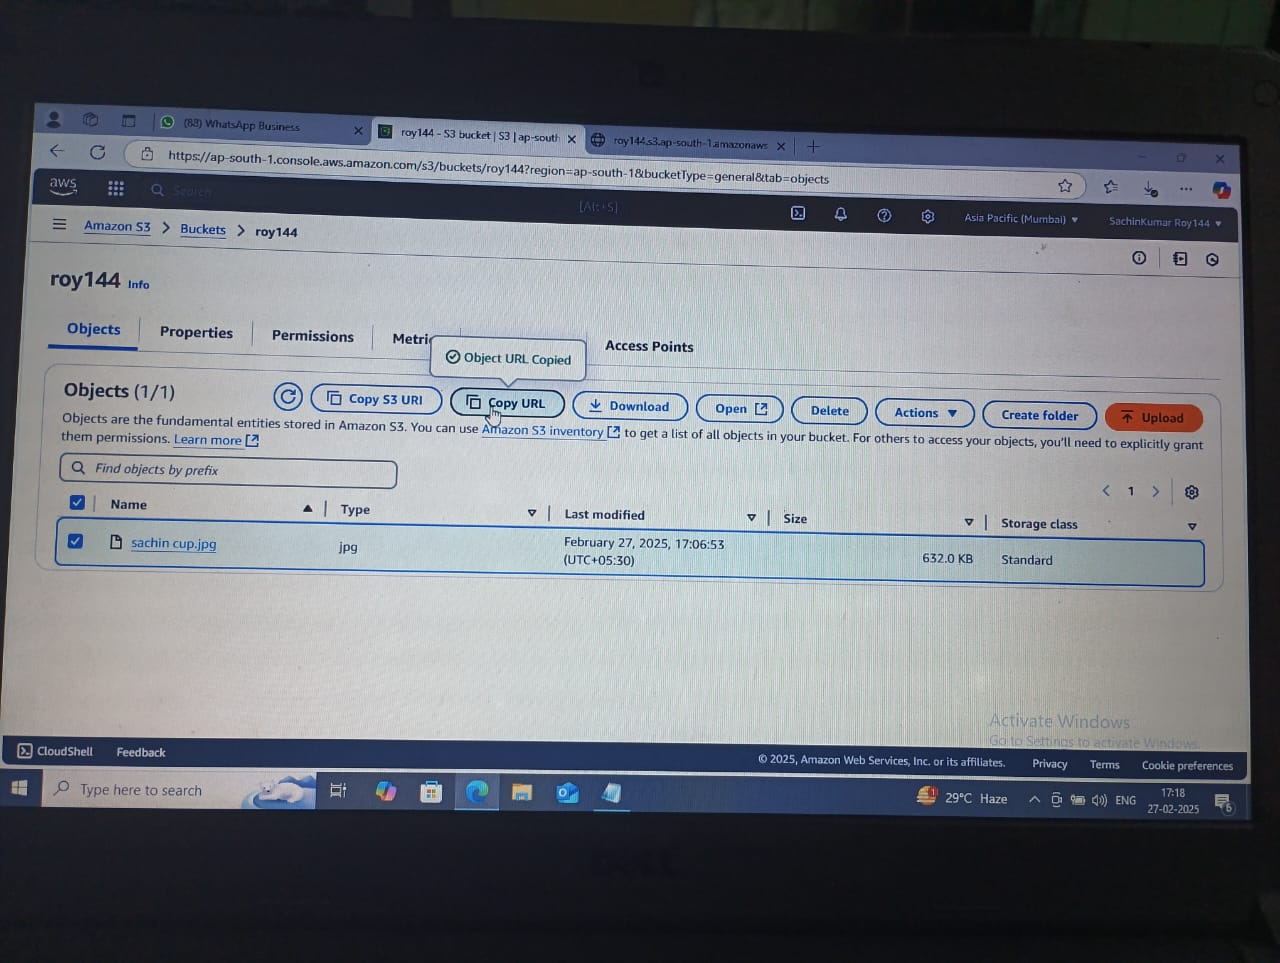 (88) WhatsApp Business
roy144 - S3 bucket | S3 | ap-south
roy144.s3.ap-south-1.amazonaws
https://ap-south-1.console.aws.amazon.com/s3/buckets/roy144?region=ap-south-1&bucketType=general&tab=objects
aws
Search
[Alt+S]
Asia Pacific (Mumbai)
SachinKumar Roy144
Amazon S3 > Buckets > roy144
roy144 Info
Objects
Properties
Permissions
Metri
Access Points
Object URL Copied
Objects (1/1)
Copy S3 URI
Copy URL
Download
Open
Delete
Actions
Create folder
Upload
Objects are the fundamental entities stored in Amazon S3. You can use Amazon S3 inventory to get a list of all objects in your bucket. For others to access your objects, you'll need to explicitly grant
them permissions. Learn more
Find objects by prefix
1
Name
Type
Last modified
Size
Storage class
sachin cup.jpg
jpg
February 27, 2025, 17:06:53
(UTC+05:30)
632.0 KB
Standard
Activate Windows
Go to Settings to activate Windows.
CloudShell
Feedback
© 2025, Amazon Web Services, Inc. or its affiliates.
Privacy
Terms
Cookie preferences
Type here to search
29°C Haze
ENG
17:18
27-02-2025
6
DELL